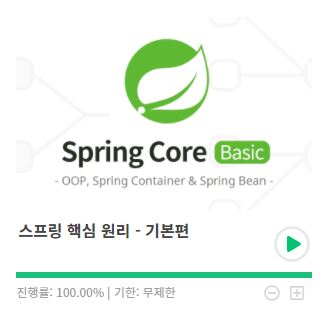 Spring Core Basic
- OOP, Spring Container & Spring Bean -
스프링 핵심 원리 - 기본편
진행률: 100.00% | 기한: 무제한